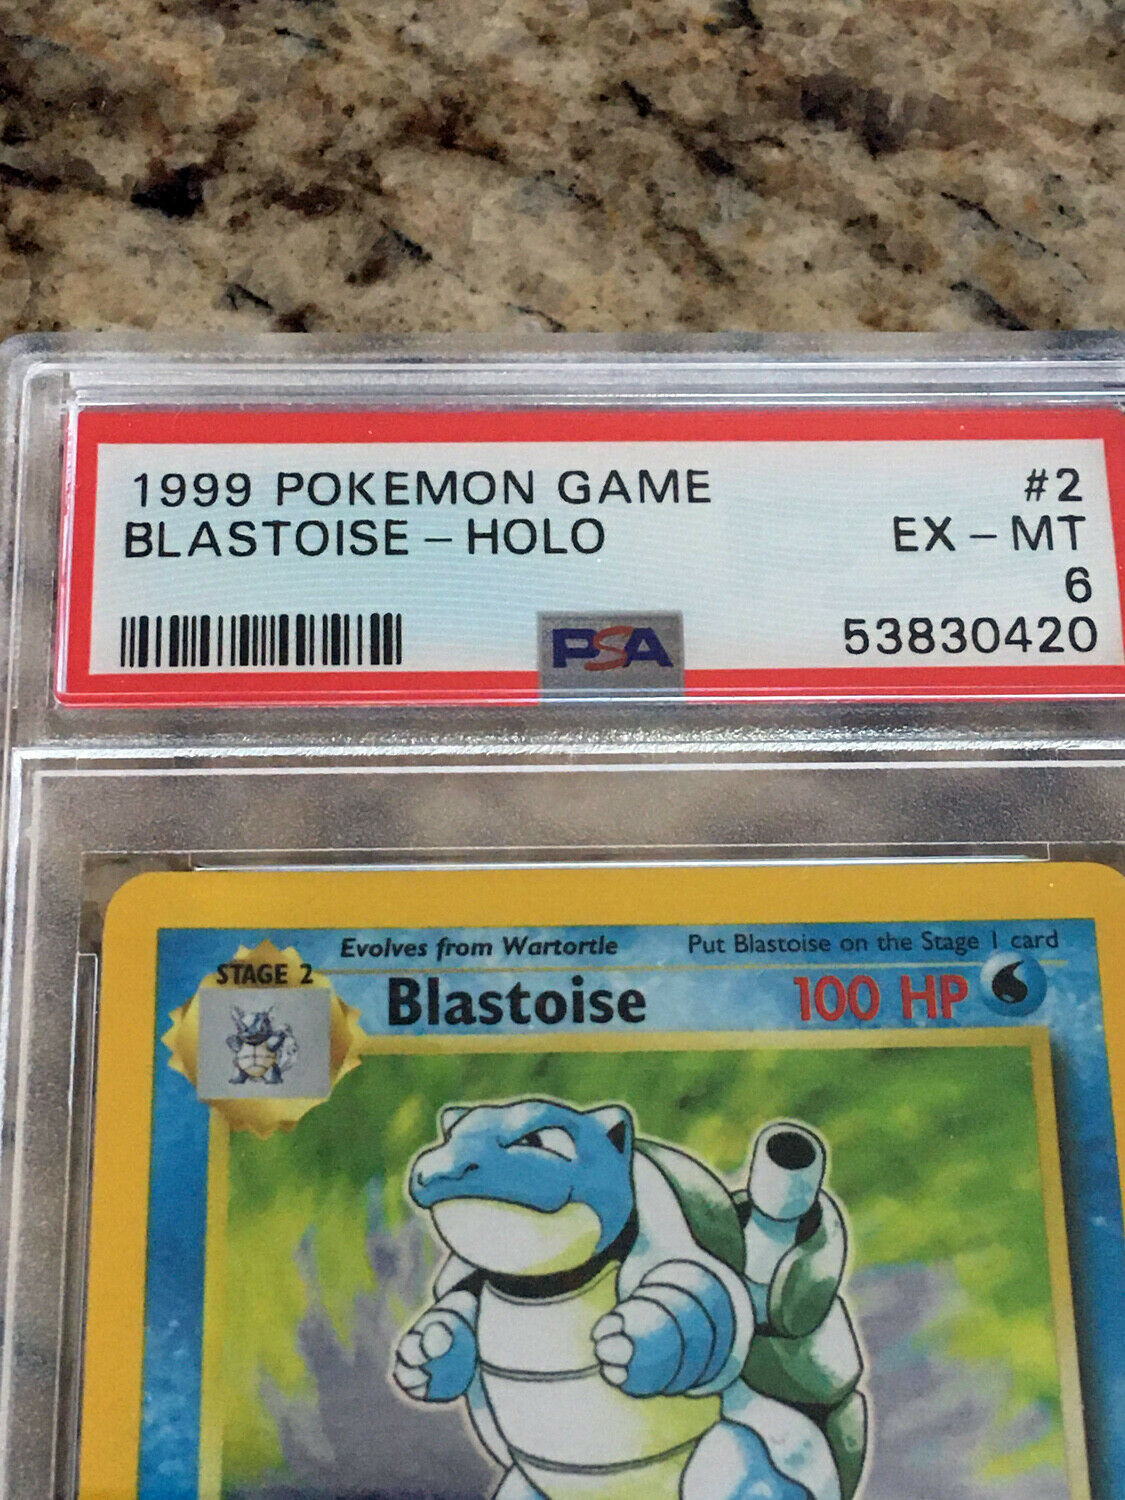 1999 POKEMON GAME #2
BLASTOISE – HOLO EX – MT
6
PSA 53830420
Evolves from Wartortle Put Blastoise on the Stage 1 card
STAGE 2
Blastoise 100 HP